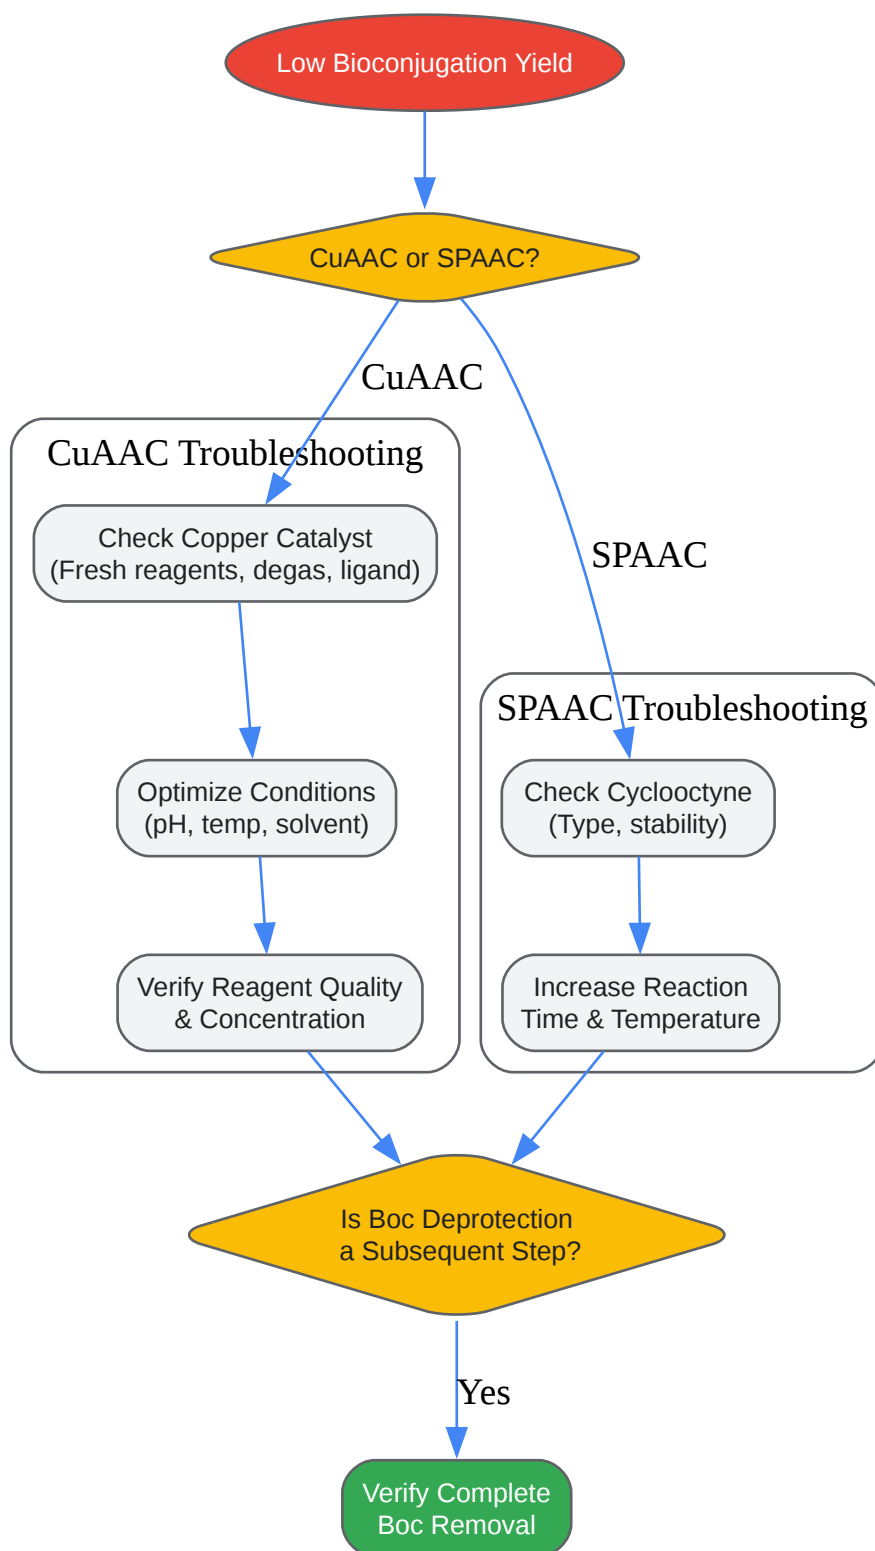 Low Bioconjugation Yield
CuAAC or SPAAC?
CuAAC
CuAAC Troubleshooting
Check Copper Catalyst
(Fresh reagents, degas, ligand)
Optimize Conditions
(pH, temp, solvent)
Verify Reagent Quality
& Concentration
SPAAC
SPAAC Troubleshooting
Check Cyclooctyne
(Type, stability)
Increase Reaction
Time & Temperature
Is Boc Deprotection
a Subsequent Step?
Yes
Verify Complete
Boc Removal